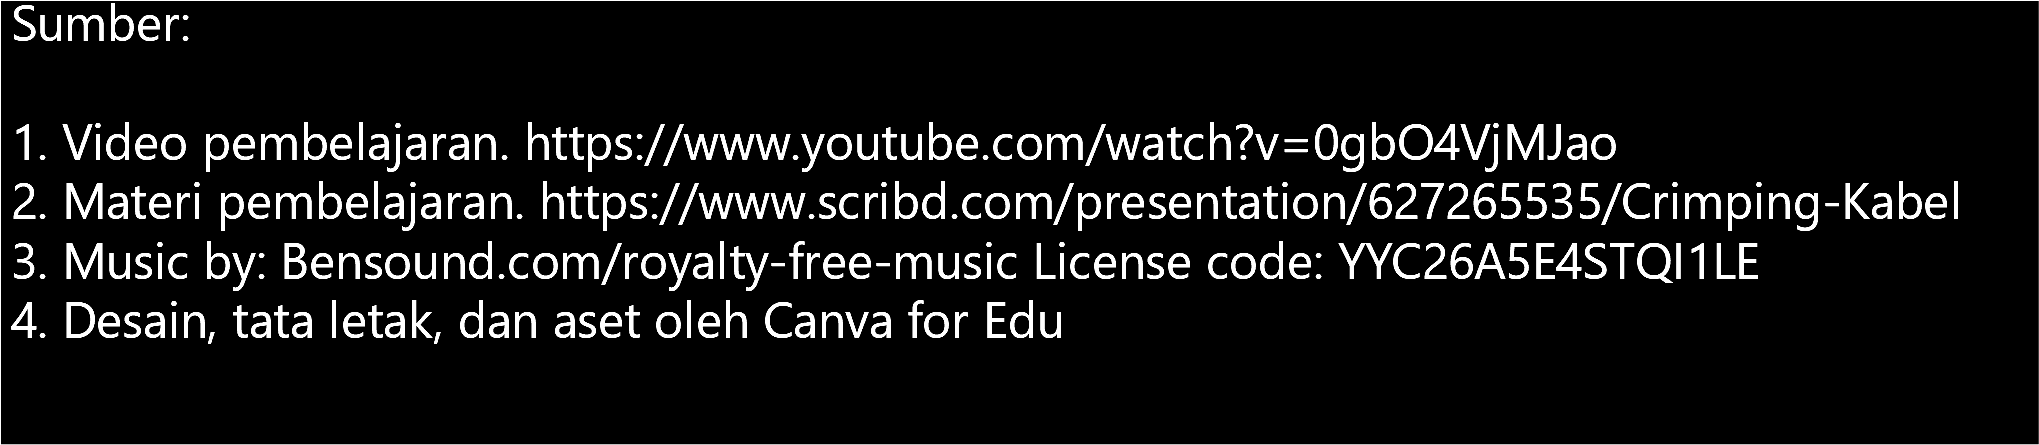 Sumber:
1. Video pembelajaran. https://www.youtube.com/watch?v=0gbO4VjMJao
2. Materi pembelajaran. https://www.scribd.com/presentation/627265535/Crimping-Kabel
3. Music by: Bensound.com/royalty-free-music License code: YYC26A5E4STQI1LE
4. Desain, tata letak, dan aset oleh Canva for Edu